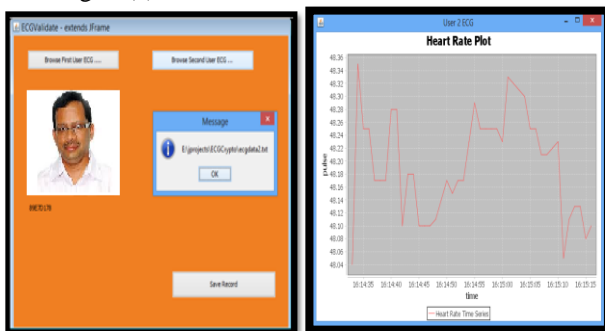 ECGValidate - extends JFrame
Browse First User ECG ....
Browse Second User ECG ...
Message
E:\jprojects\ECGCrypto\ecgdata2.txt
OK
Save Record
User 2 ECG
Heart Rate Plot
48.36
48.34
48.32
48.30
48.28
48.26
48.24
48.22
48.20
48.18
48.16
48.14
48.12
48.10
48.08
48.06
48.04
pulse
16:14:35 16:14:40 16:14:45 16:14:50 16:14:55 16:15:00 16:15:05 16:15:10 16:15:15
time
Heart Rate Time Series